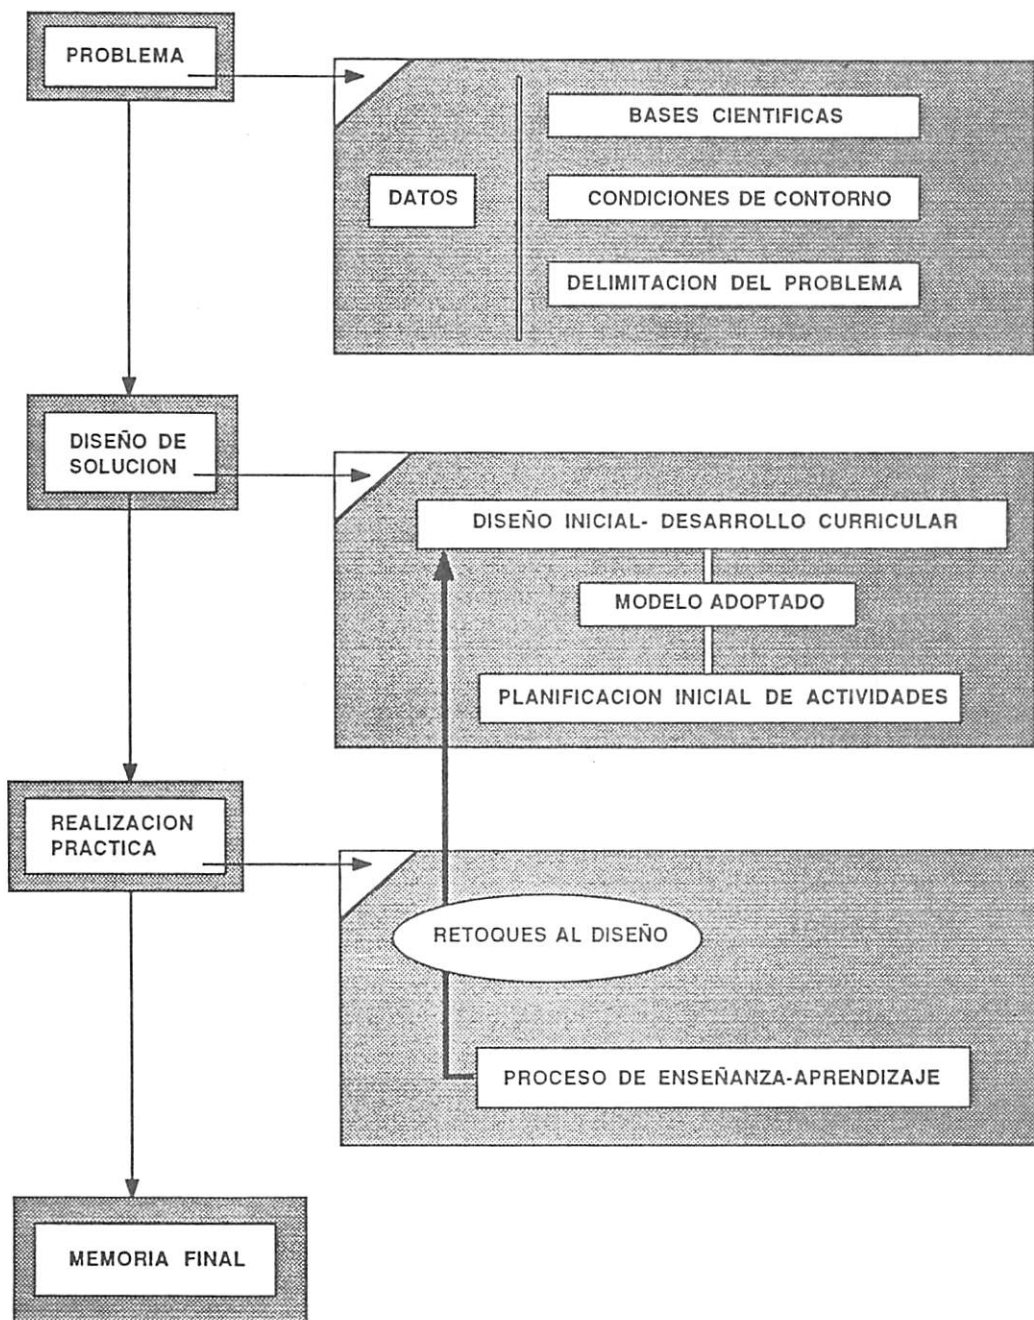 PROBLEMA
BASES CIENTIFICAS
DATOS
CONDICIONES DE CONTORNO
DELIMITACION DEL PROBLEMA
DISEÑO DE
SOLUCION
DISEÑO INICIAL- DESARROLLO CURRICULAR
MODELO ADOPTADO
PLANIFICACION INICIAL DE ACTIVIDADES
REALIZACION
PRACTICA
RETOQUES AL DISEÑO
PROCESO DE ENSEÑANZA-APRENDIZAJE
MEMORIA FINAL